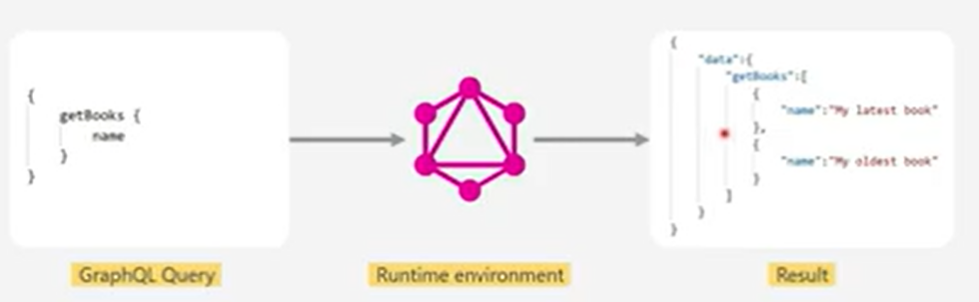 {
getBooks {
name
}
}
{
"data":{
"getBooks":[
{
"name":"My latest book"
},
{
"name":"My oldest book"
}
]
}
}
GraphQL Query
Runtime environment
Result